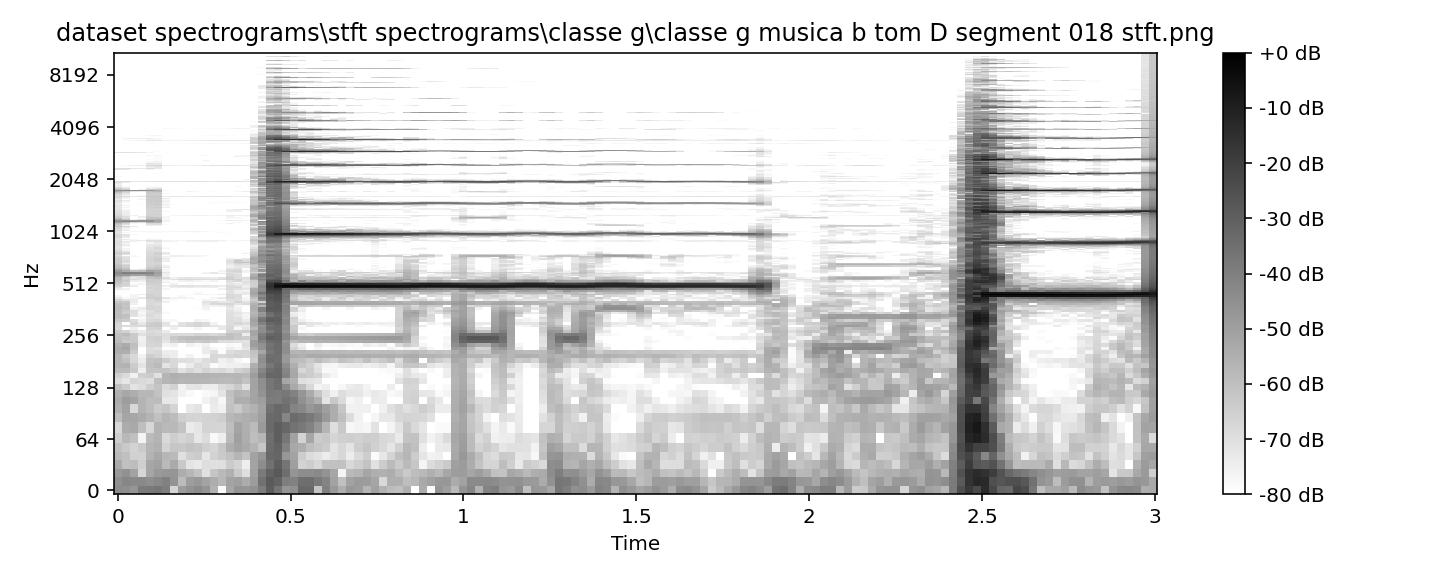 dataset spectrograms\stft spectrograms\classe g\classe g musica b tom D segment 018 stft.png
8192
4096
2048
1024
512
256
128
64
0
Hz
0
0.5
1
1.5
2
2.5
3
Time
+0 dB
-10 dB
-20 dB
-30 dB
-40 dB
-50 dB
-60 dB
-70 dB
-80 dB